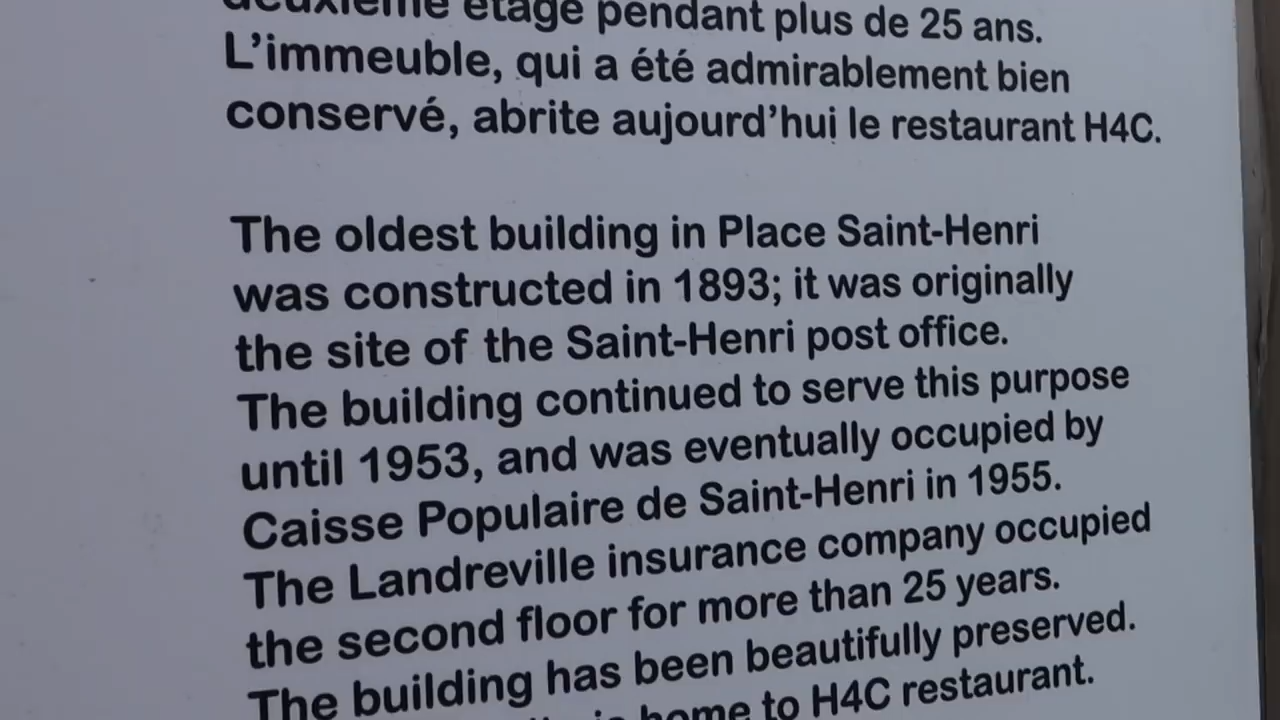 deuxième étage pendant plus de 25 ans.
L'immeuble, qui a été admirablement bien
conservé, abrite aujourd'hui le restaurant H4C.
The oldest building in Place Saint-Henri
was constructed in 1893; it was originally
the site of the Saint-Henri post office.
The building continued to serve this purpose
until 1953, and was eventually occupied by
Caisse Populaire de Saint-Henri in 1955.
The Landreville insurance company occupied
the second floor for more than 25 years.
The building has been beautifully preserved.
is home to H4C restaurant.